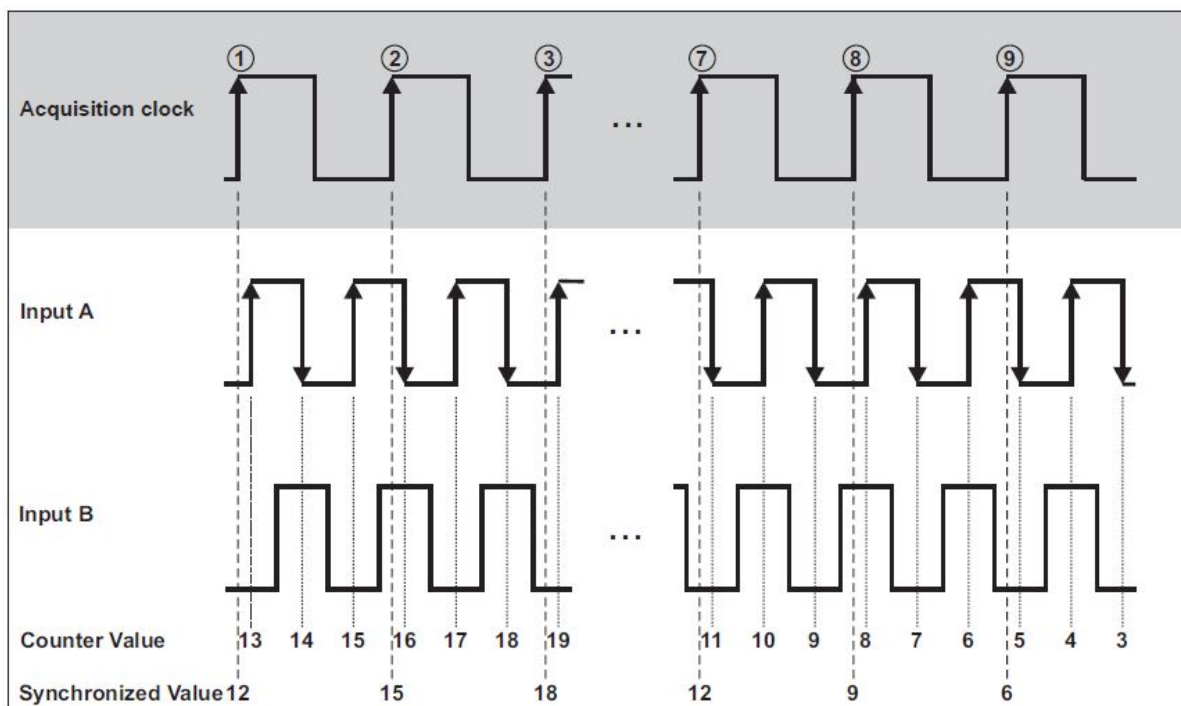 ① ② ③ ⑦ ⑧ ⑨
Acquisition clock
...
Input A
...
Input B
...
Counter Value 13 14 15 16 17 18 19 11 10 9 8 7 6 5 4 3
Synchronized Value 12 15 18 12 9 6